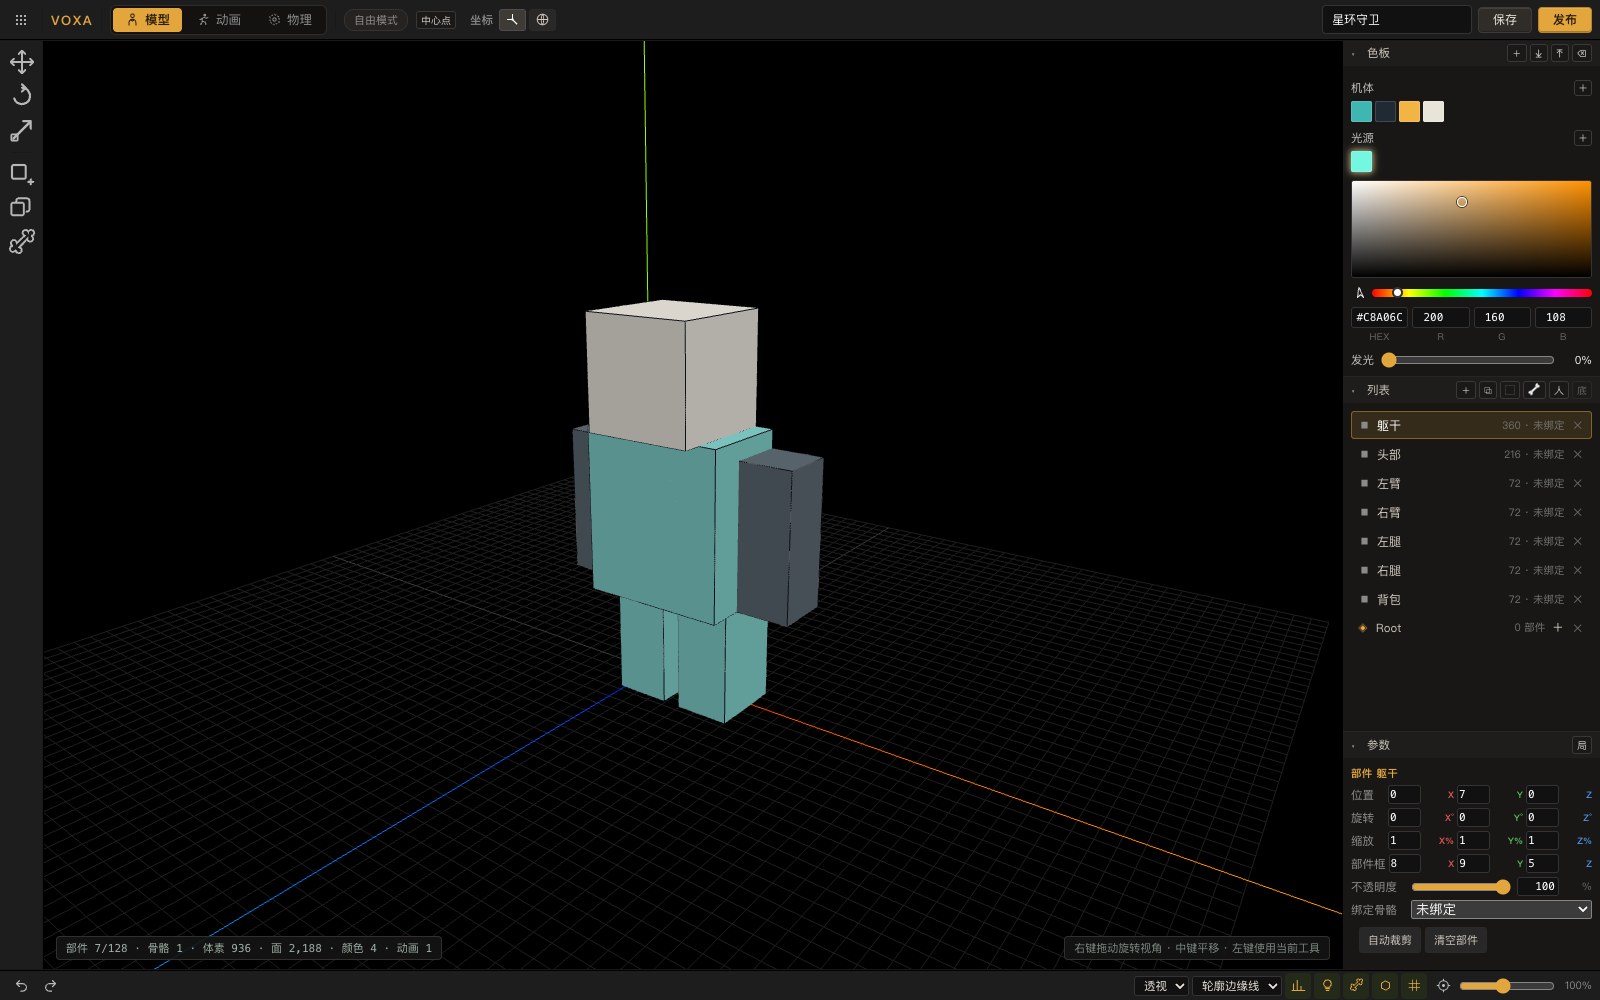 VOXA 模型 动画 物理 自由模式 中心点 坐标 星环守卫 保存 发布
色板
机体
光源
#C8A06C 200 160 108
HEX R G B
发光 0%
列表 底
躯干 360 · 未绑定
头部 216 · 未绑定
左臂 72 · 未绑定
右臂 72 · 未绑定
左腿 72 · 未绑定
右腿 72 · 未绑定
背包 72 · 未绑定
Root 0 部件
参数 局
部件 躯干
位置 0 X 7 Y 0 Z
旋转 0 X° 0 Y° 0 Z°
缩放 1 X% 1 Y% 1 Z%
部件框 8 X 9 Y 5 Z
不透明度 100 %
绑定骨骼 未绑定
自动裁剪 清空部件
部件 7/128 · 骨骼 1 · 体素 936 · 面 2,188 · 颜色 4 · 动画 1
右键拖动旋转视角 · 中键平移 · 左键使用当前工具
透视 轮廓边缘线 100%